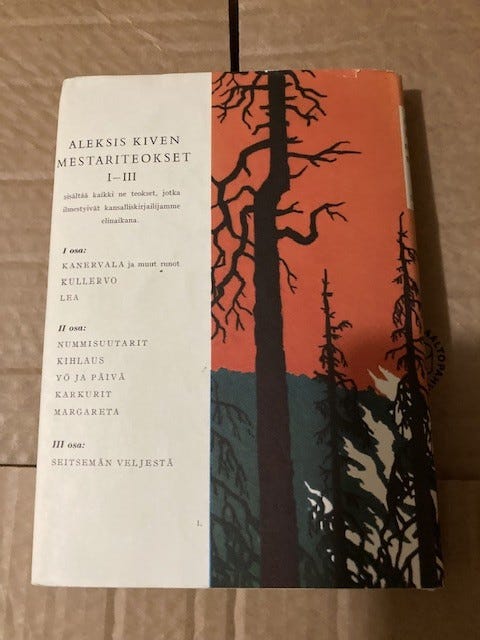 ALEKSIS KIVEN
MESTARITEOKSET
I–III
sisältää kaikki ne teokset, jotka
ilmestyivät kansalliskirjailijamme
elinaikana.
I osa:
KANERVALA ja muut runot
KULLERVO
LEA
II osa:
NUMMISUUTARIT
KIHLAUS
YÖ JA PÄIVÄ
KARKURIT
MARGARETA
III osa:
SEITSEMÄN VELJESTÄ
1.